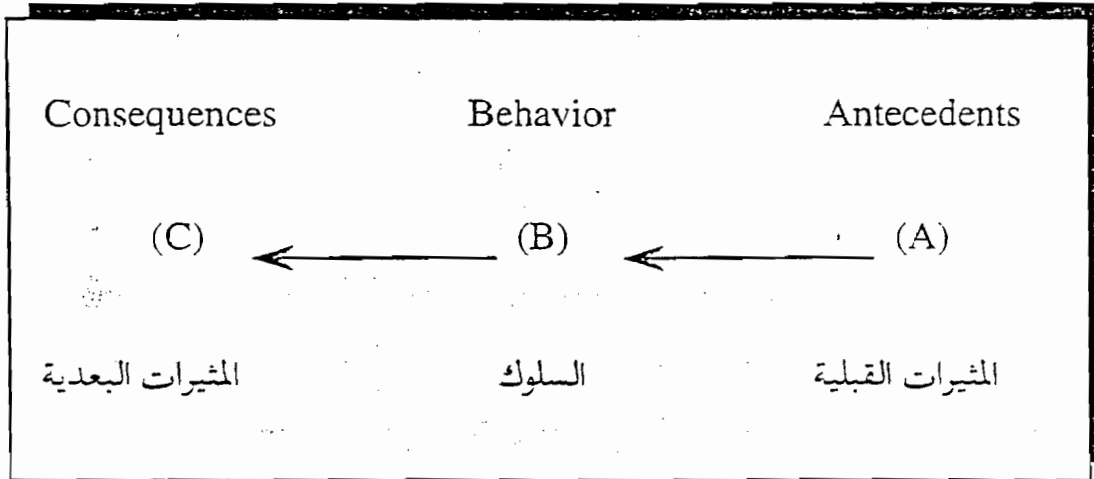 Consequences Behavior Antecedents
(C) (B) (A)
المثيرات القبلية السلوك المثيرات البعدية